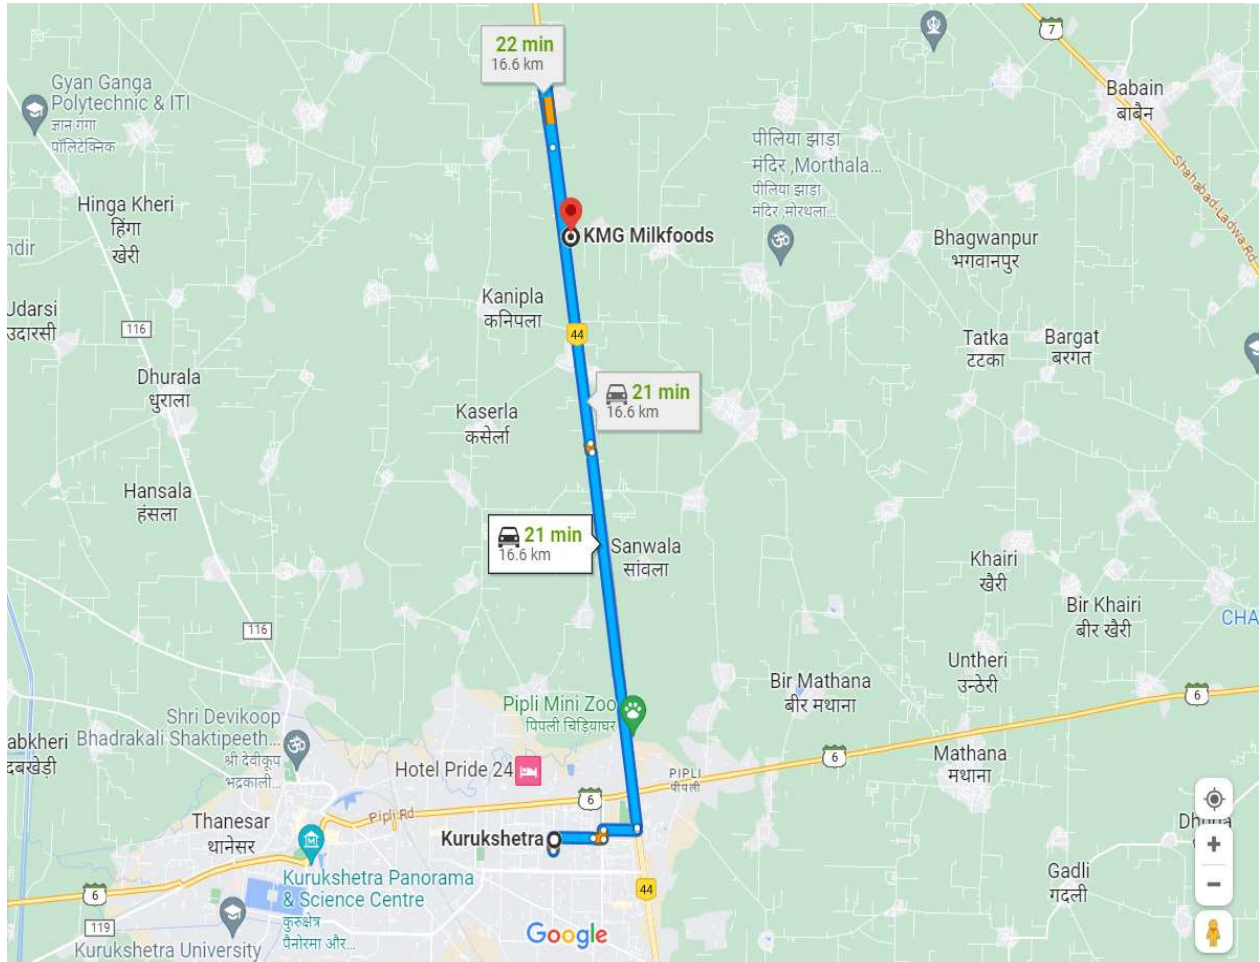 22 min
16.6 km
7
Babain
बाबैन
Gyan Ganga
Polytechnic & ITI
ज्ञान गंगा
पॉलिटेक्निक
पीलिया झाड़ा
मंदिर ,Morthala...
पीलिया झाड़ा
मंदिर ,मोरथला...
Shahabad-Ladwa Rd
Hinga Kheri
हिंगा
खेरी
ndir
KMG Milkfoods
Bhagwanpur
भगवानपुर
Kanipla
कनिपला
Udarsi
उदारसी
116
44
Tatka
टटका
Bargat
बरगत
Dhurala
धुराला
21 min
16.6 km
Kaserla
कसेर्ला
Hansala
हंसला
21 min
16.6 km
Sanwala
सांवला
Khairi
खैरी
Bir Khairi
बीर खैरी
CHA
116
Untheri
उन्ठेरी
Bir Mathana
बीर मथाना
6
Pipli Mini Zoo
पिपली चिड़ियाघर
Shri Devikoop
Bhadrakali Shaktipeeth...
श्री देवीकूप
भद्रकाली...
abkheri
दबखेड़ी
Hotel Pride 24
PIPLI
पीपली
6
Mathana
मथाना
6
Pipli Rd
Thanesar
थानेसर
Kurukshetra
Kurukshetra Panorama
& Science Centre
कुरुक्षेत्र
पैनोरमा और...
6
44
Gadli
गदली
119
Kurukshetra University
Google